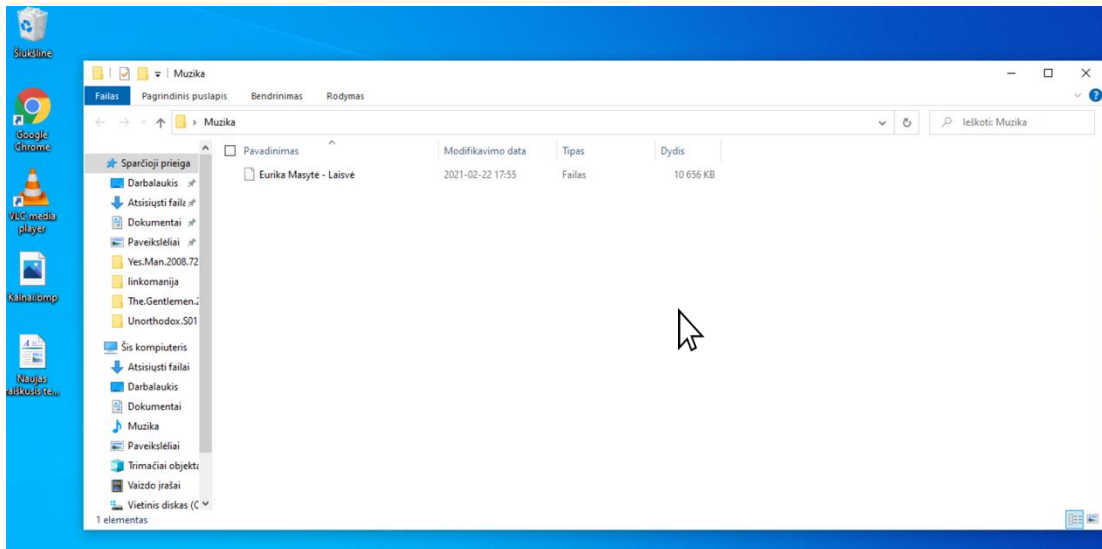 Šiukšlinė
Google
Chrome
VLC media
player
Kalnai.bmp
Naujas
raiškusis te...
Muzika
Failas Pagrindinis puslapis Bendrinimas Rodymas
Muzika
Ieškoti: Muzika
Pavadinimas Modifikavimo data Tipas Dydis
Eurika Masytė - Laisvė 2021-02-22 17:55 Failas 10 656 KB
Sparčioji prieiga
Darbalaukis
Atsisiųsti faila
Dokumentai
Paveikslėliai
Yes.Man.2008.72
linkomanija
The.Gentlemen.2
Unorthodox.S01
Šis kompiuteris
Atsisiųsti failai
Darbalaukis
Dokumentai
Muzika
Paveikslėliai
Trimačiai objekta
Vaizdo įrašai
Vietinis diskas (C
1 elementas